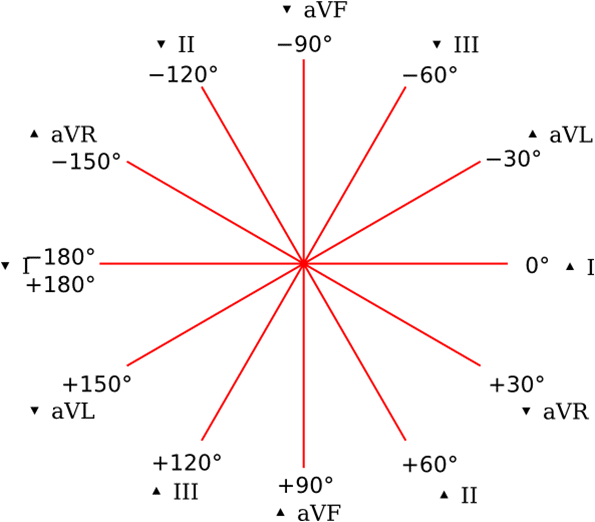 ▼ aVF
−90°
▼ II
−120°
▼ III
−60°
▲ aVR
−150°
▲ aVL
−30°
▼ I
−180°
+180°
0° ▲ I
+150°
▼ aVL
+30°
▼ aVR
+120°
▲ III
+90°
▲ aVF
+60°
▲ II